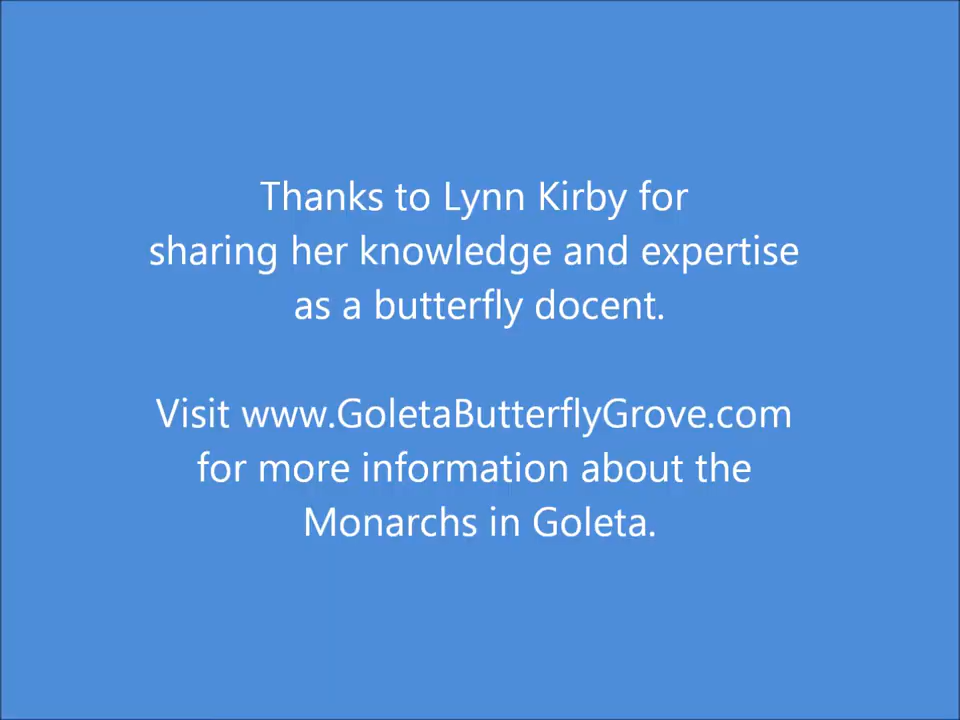 Thanks to Lynn Kirby for
sharing her knowledge and expertise
as a butterfly docent.
Visit www.GoletaButterflyGrove.com
for more information about the
Monarchs in Goleta.